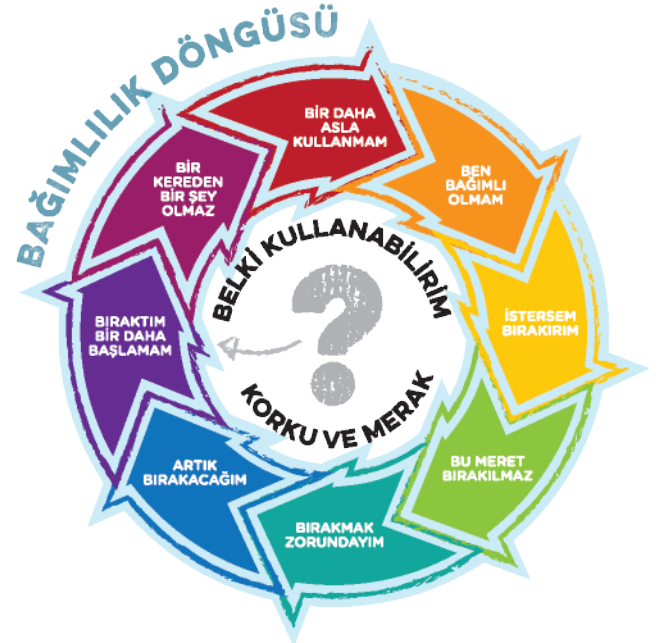 BAĞIMLILIK DÖNGÜSÜ
BİR DAHA
ASLA
KULLANMAM
BEN
BAĞIMLI
OLMAM
İSTERSEM
BIRAKIRIM
BU MERET
BIRAKILMAZ
BIRAKMAK
ZORUNDAYIM
ARTIK
BIRAKACAĞIM
BIRAKTIM
BİR DAHA
BAŞLAMAM
BİR
KEREDEN
BİR ŞEY
OLMAZ
BELKİ KULLANABİLİRİM
?
KORKU VE MERAK